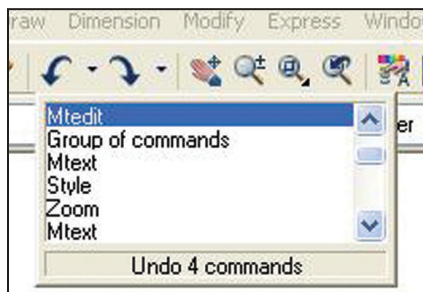 raw Dimension Modify Express Windo
Mtedit
Group of commands
Mtext
Style
Zoom
Mtext
er
Undo 4 commands